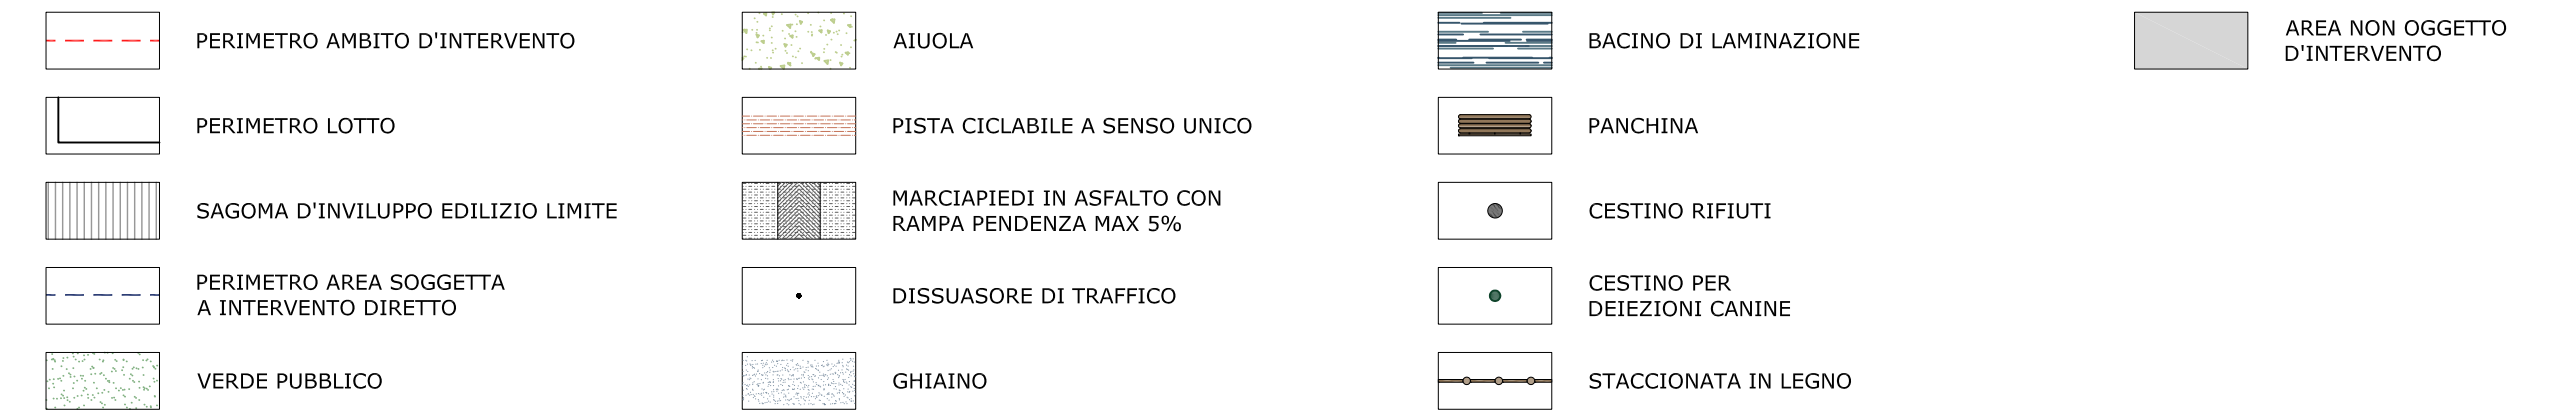 PERIMETRO AMBITO D'INTERVENTO
PERIMETRO LOTTO
SAGOMA D'INVILUPPO EDILIZIO LIMITE
PERIMETRO AREA SOGGETTA
A INTERVENTO DIRETTO
VERDE PUBBLICO
AIUOLA
PISTA CICLABILE A SENSO UNICO
MARCIAPIEDI IN ASFALTO CON
RAMPA PENDENZA MAX 5%
DISSUASORE DI TRAFFICO
GHIAINO
BACINO DI LAMINAZIONE
PANCHINA
CESTINO RIFIUTI
CESTINO PER
DEIEZIONI CANINE
STACCIONATA IN LEGNO
AREA NON OGGETTO
D'INTERVENTO